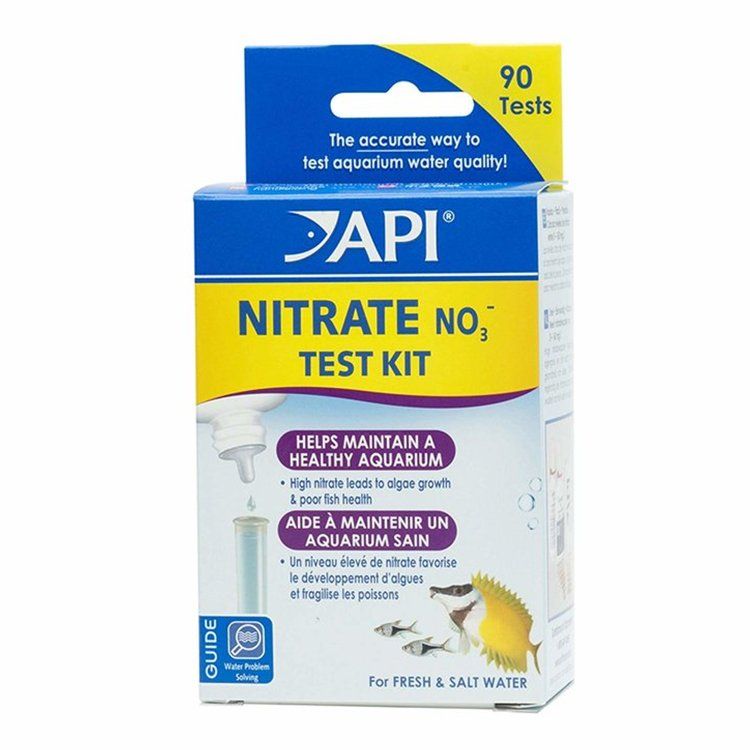 90
Tests
The accurate way to
test aquarium water quality!
API®
NITRATE NO₃⁻
TEST KIT
HELPS MAINTAIN A
HEALTHY AQUARIUM
• High nitrate leads to algae growth
& poor fish health
AIDE À MAINTENIR UN
AQUARIUM SAIN
• Un niveau élevé de nitrate favorise
le développement d'algues
et fragilise les poissons
GUIDE
Water Problem
Solving
For FRESH & SALT WATER